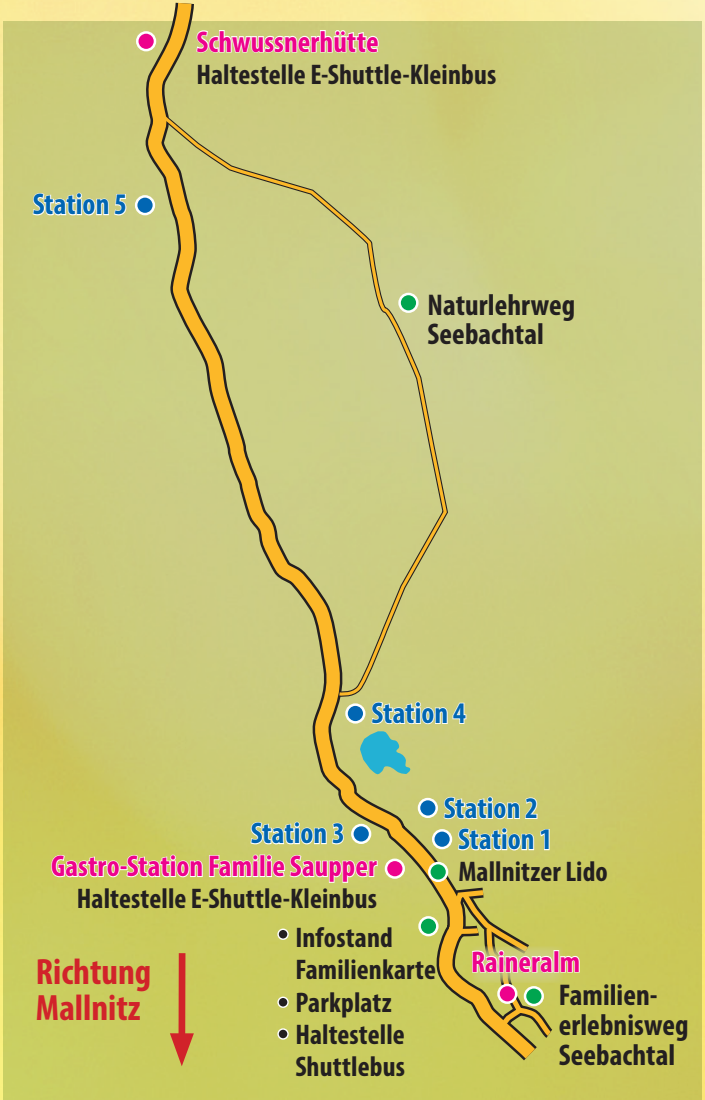 Schwussnerhütte
Haltestelle E-Shuttle-Kleinbus
Station 5
Naturlehrweg
Seebachtal
Station 4
Station 2
Station 3
Station 1
Gastro-Station Familie Saupper
Mallnitzer Lido
Haltestelle E-Shuttle-Kleinbus
• Infostand
Familienkarte
• Parkplatz
• Haltestelle
Shuttlebus
Richtung
Mallnitz
Raineralm
Familien-
erlebnisweg
Seebachtal